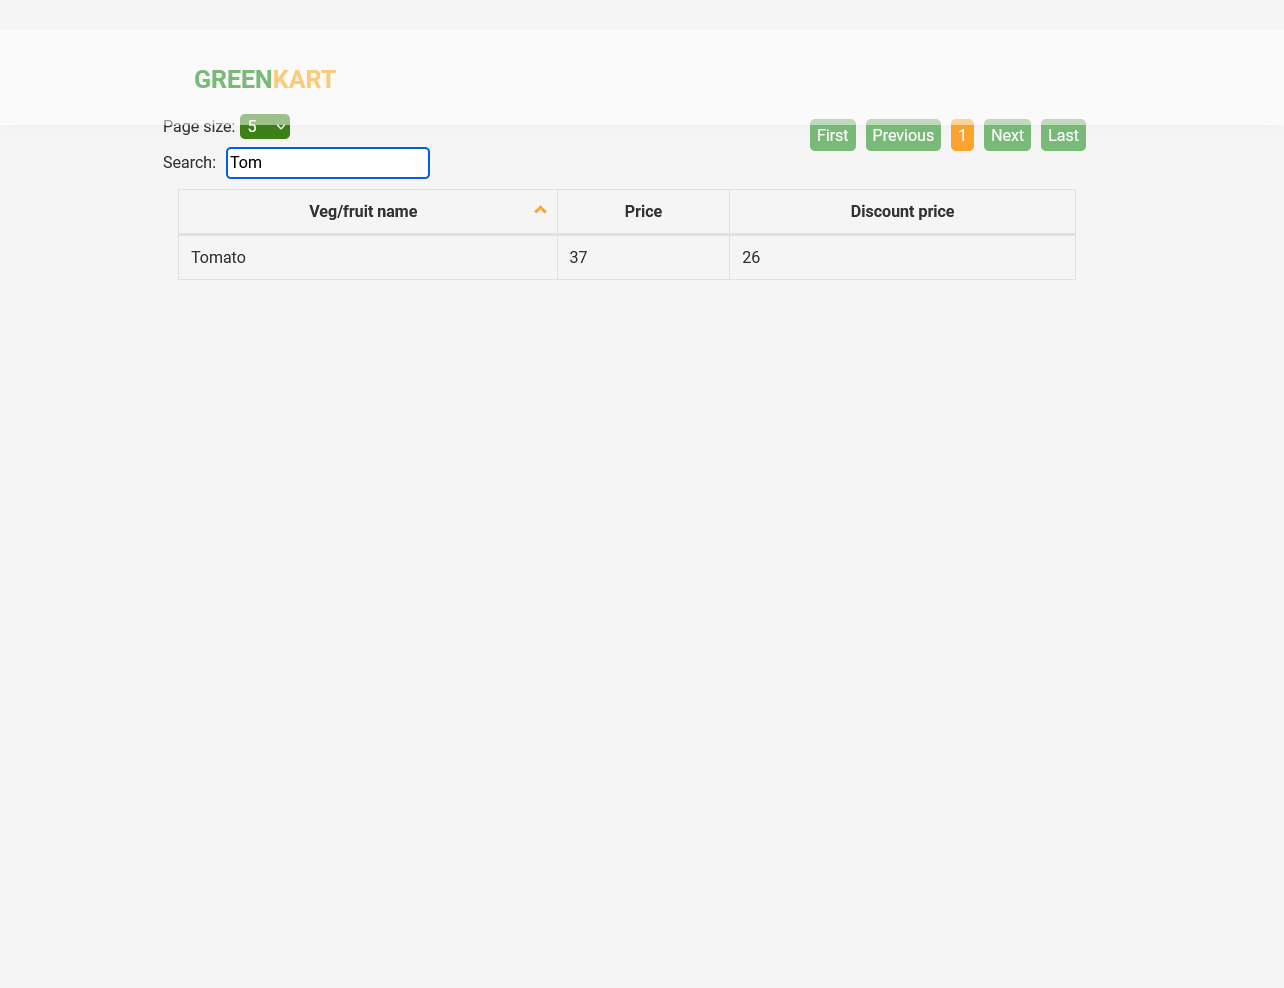 GREENKART
Page size: 5
First Previous 1 Next Last
Search: Tom
Veg/fruit name Price Discount price
Tomato 37 26